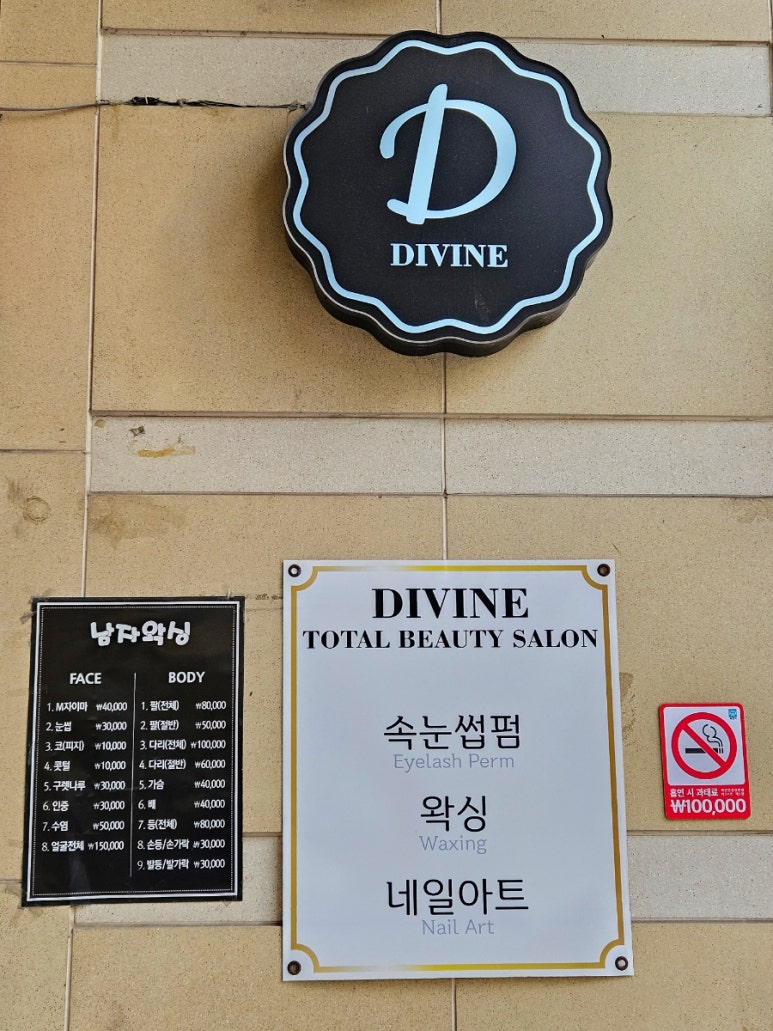 D
DIVINE
DIVINE
TOTAL BEAUTY SALON
속눈썹펌
Eyelash Perm
왁싱
Waxing
네일아트
Nail Art
남자왁싱
FACE
1. M자이마 ₩40,000
2. 눈썹 ₩30,000
3. 코(피지) ₩10,000
4. 콧털 ₩10,000
5. 구렛나루 ₩30,000
6. 인중 ₩30,000
7. 수염 ₩50,000
8. 얼굴전체 ₩150,000
BODY
1. 팔(전체) ₩80,000
2. 팔(절반) ₩50,000
3. 다리(전체) ₩100,000
4. 다리(절반) ₩60,000
5. 가슴 ₩40,000
6. 배 ₩40,000
7. 등(전체) ₩80,000
8. 손등/손가락 ₩30,000
9. 발등/발가락 ₩30,000
흡연 시 과태료
₩100,000